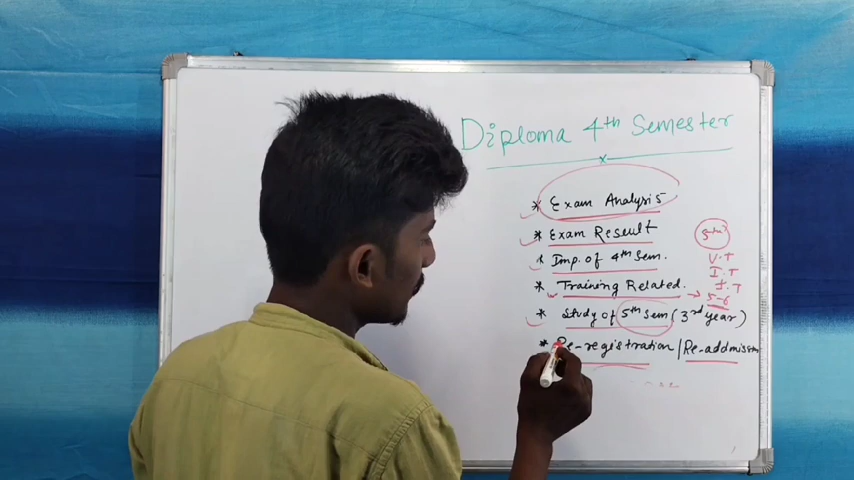 Diploma 4th Semester
* Exam Analysis
* Exam Result
* Imp. of 4th Sem.
V.T
I.T
* Training Related. →
5-6
* Study of 5th Sem (3rd year)
* Re-registration / Re-admission